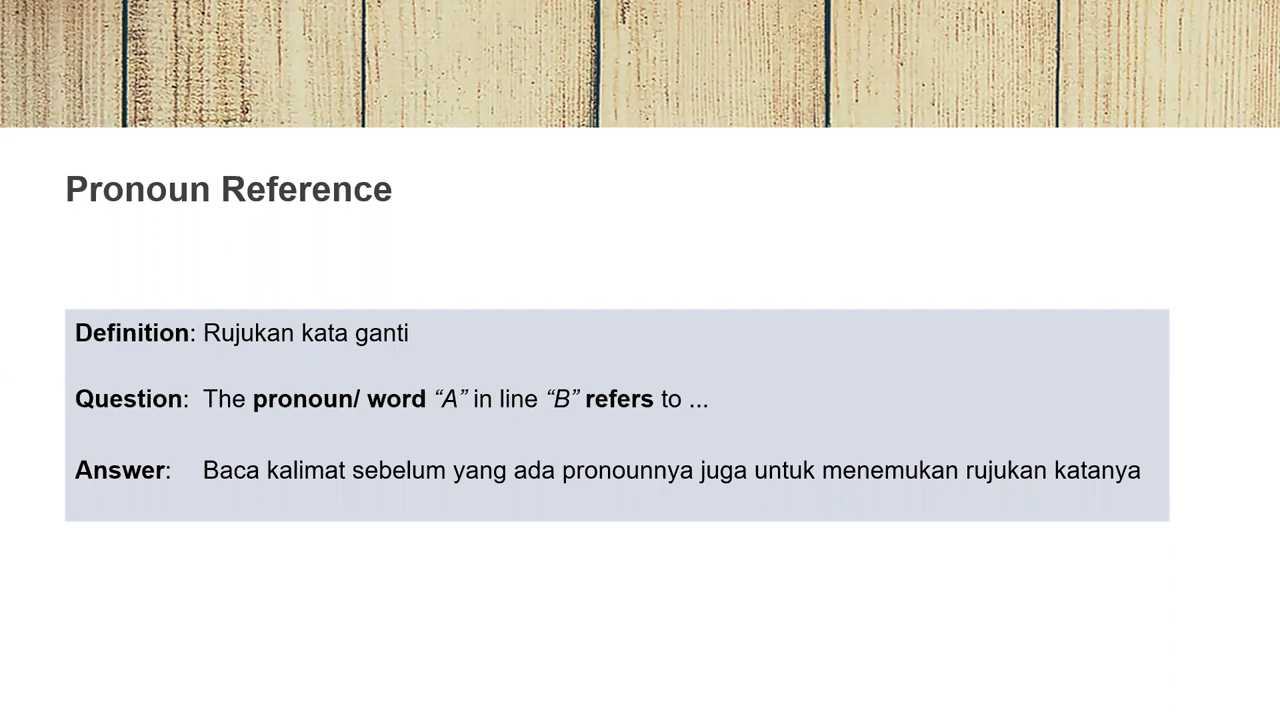 Pronoun Reference
Definition: Rujukan kata ganti
Question: The pronoun/ word “A” in line “B” refers to ...
Answer: Baca kalimat sebelum yang ada pronounnya juga untuk menemukan rujukan katanya